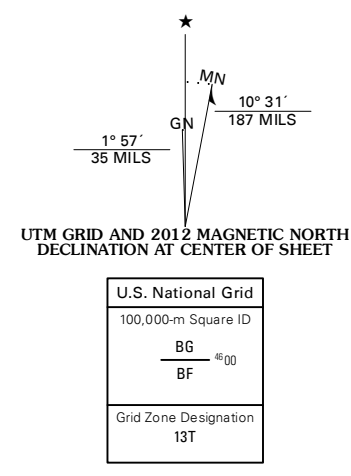 ★
MN
GN
10° 31´
187 MILS
1° 57´
35 MILS
UTM GRID AND 2012 MAGNETIC NORTH
DECLINATION AT CENTER OF SHEET
U.S. National Grid
100,000-m Square ID
BG
4600
BF
Grid Zone Designation
13T